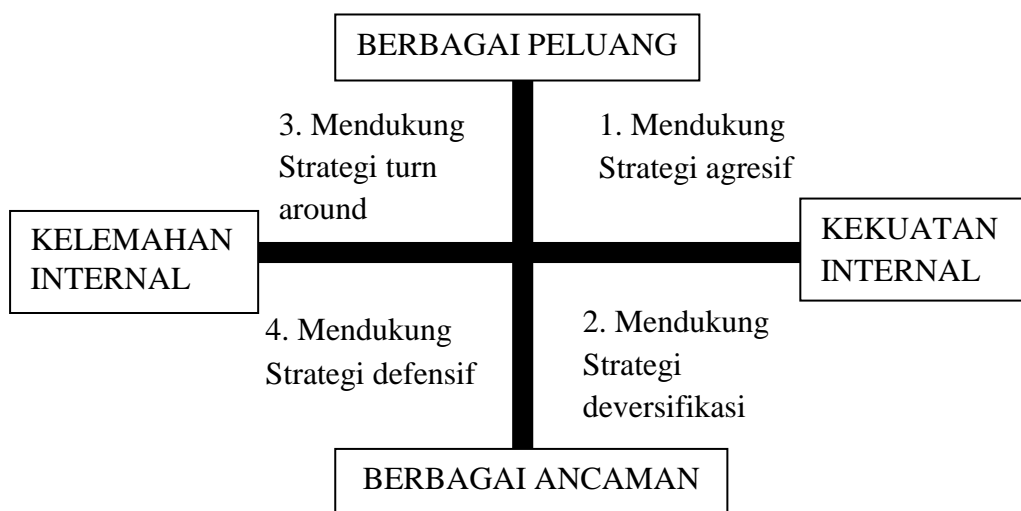 BERBAGAI PELUANG
3. Mendukung
Strategi turn
around
1. Mendukung
Strategi agresif
KELEMAHAN
INTERNAL
KEKUATAN
INTERNAL
4. Mendukung
Strategi defensif
2. Mendukung
Strategi
deversifikasi
BERBAGAI ANCAMAN